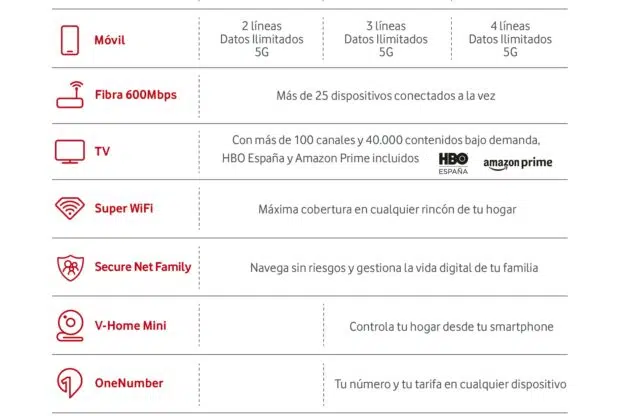 Móvil
2 líneas
Datos Ilimitados
5G
3 líneas
Datos Ilimitados
5G
4 líneas
Datos Ilimitados
5G
Fibra 600Mbps
Más de 25 dispositivos conectados a la vez
TV
Con más de 100 canales y 40.000 contenidos bajo demanda,
HBO España y Amazon Prime incluidos
HBO
ESPAÑA
amazon prime
Super WiFi
Máxima cobertura en cualquier rincón de tu hogar
Secure Net Family
Navega sin riesgos y gestiona la vida digital de tu familia
V-Home Mini
Controla tu hogar desde tu smartphone
OneNumber
Tu número y tu tarifa en cualquier dispositivo